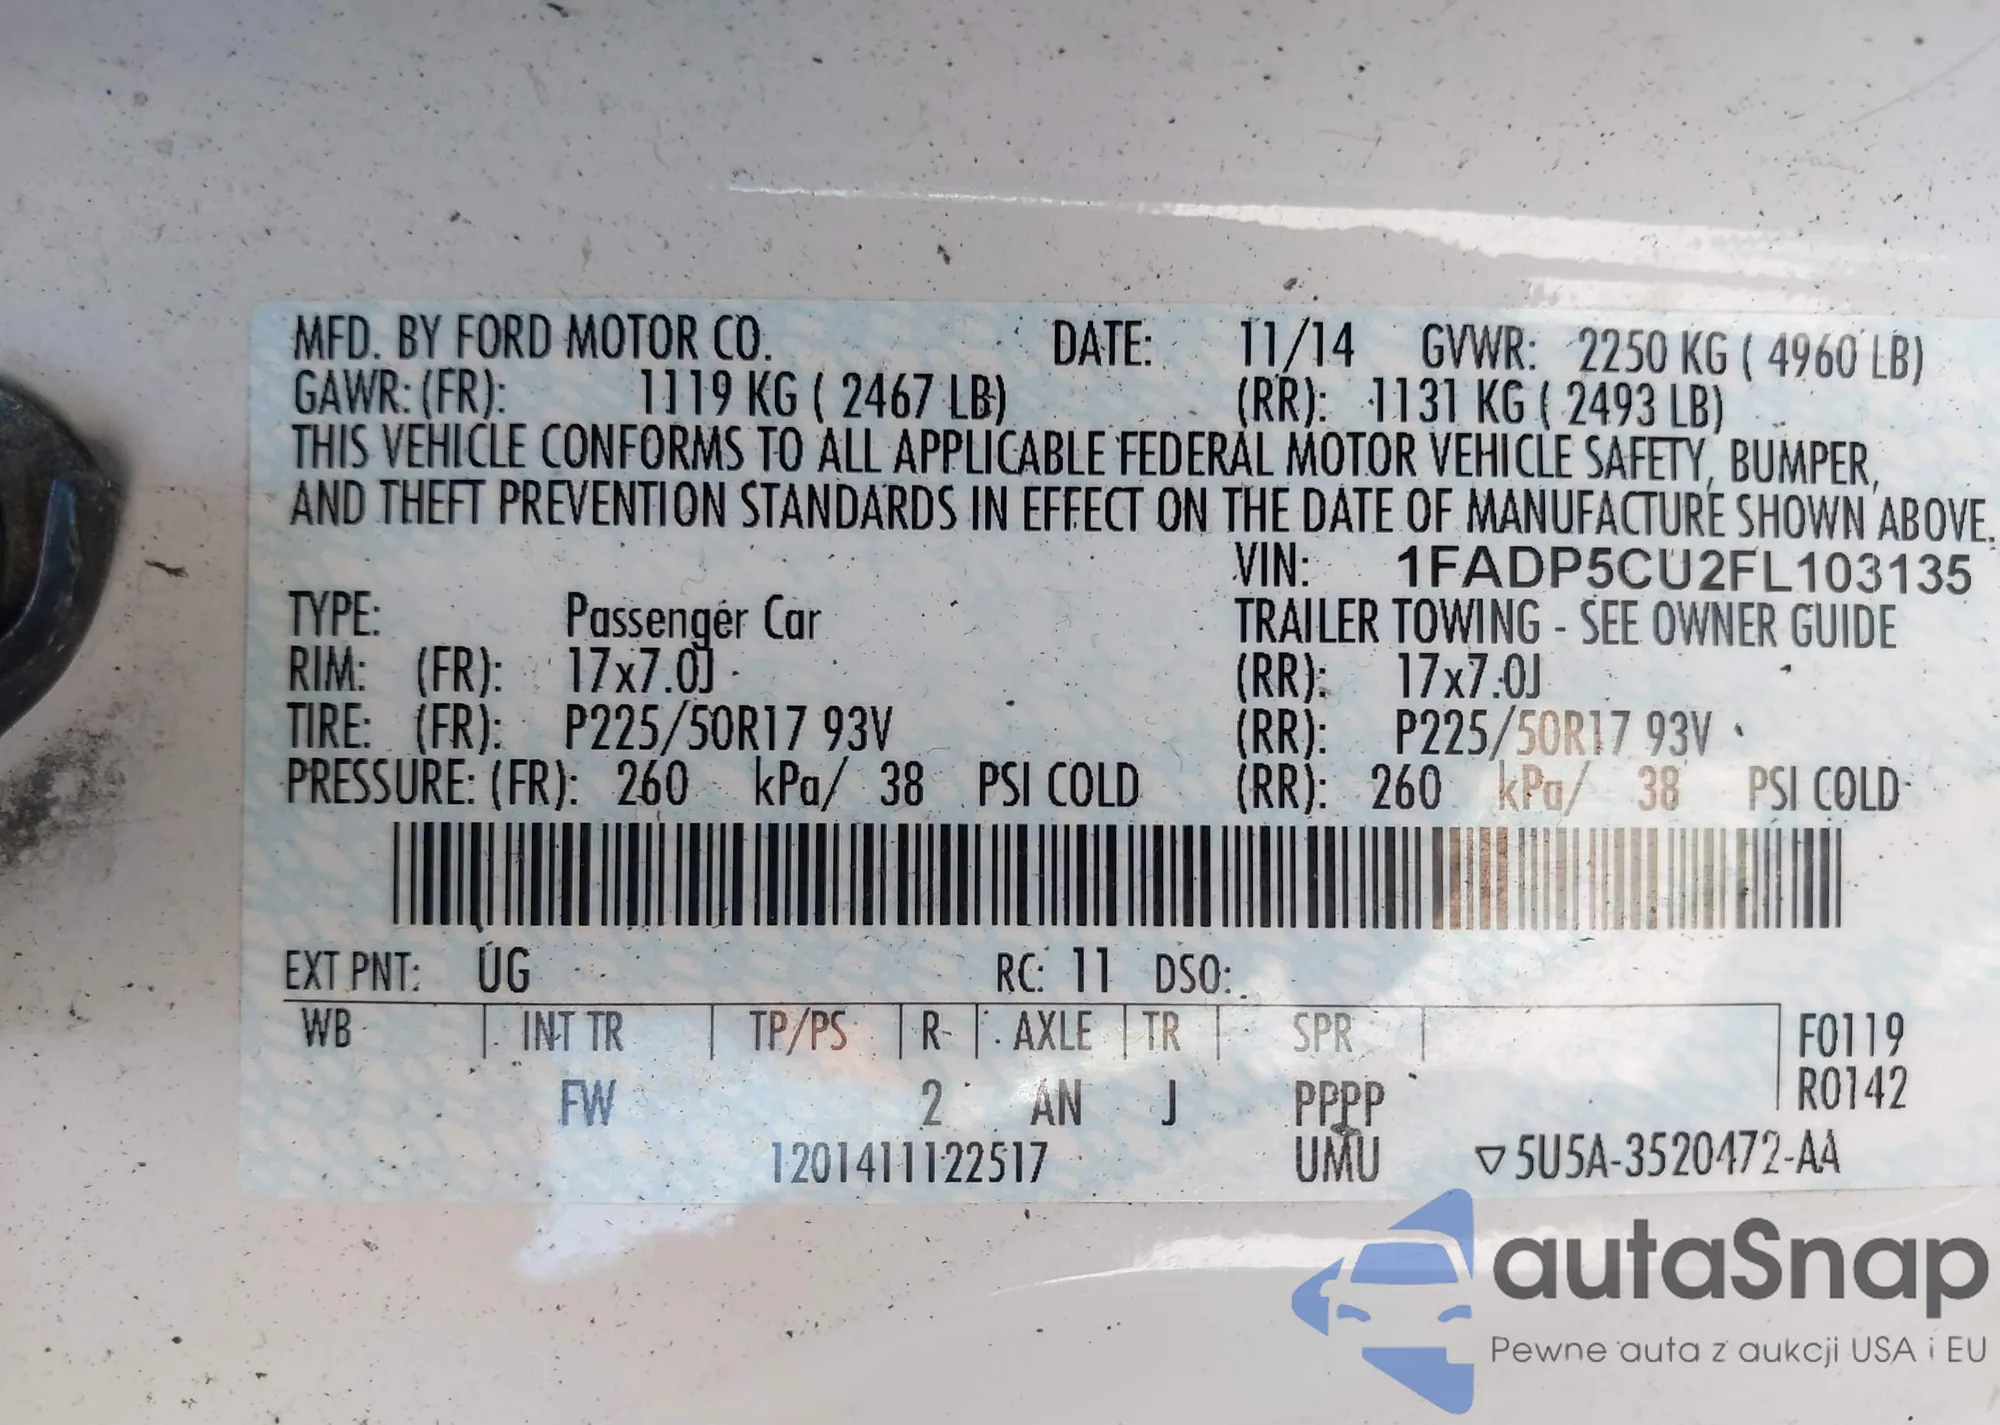 MFD. BY FORD MOTOR CO. DATE: 11/14 GVWR: 2250 KG ( 4960 LB)
GAWR: (FR): 1119 KG ( 2467 LB) (RR): 1131 KG ( 2493 LB)
THIS VEHICLE CONFORMS TO ALL APPLICABLE FEDERAL MOTOR VEHICLE SAFETY, BUMPER,
AND THEFT PREVENTION STANDARDS IN EFFECT ON THE DATE OF MANUFACTURE SHOWN ABOVE.
VIN: 1FADP5CU2FL103135
TYPE: Passenger Car TRAILER TOWING - SEE OWNER GUIDE
RIM: (FR): 17x7.0J (RR): 17x7.0J
TIRE: (FR): P225/50R17 93V (RR): P225/50R17 93V
PRESSURE: (FR): 260 kPa/ 38 PSI COLD (RR): 260 kPa/ 38 PSI COLD
EXT PNT: UG RC: 11 DSO:
WB INT TR TP/PS R AXLE TR SPR F0119
FW 2 AN J PPPP R0142
1201411122517 UMU ▽5U5A-3520472-AA
autaSnap
Pewne auta z aukcji USA i EU